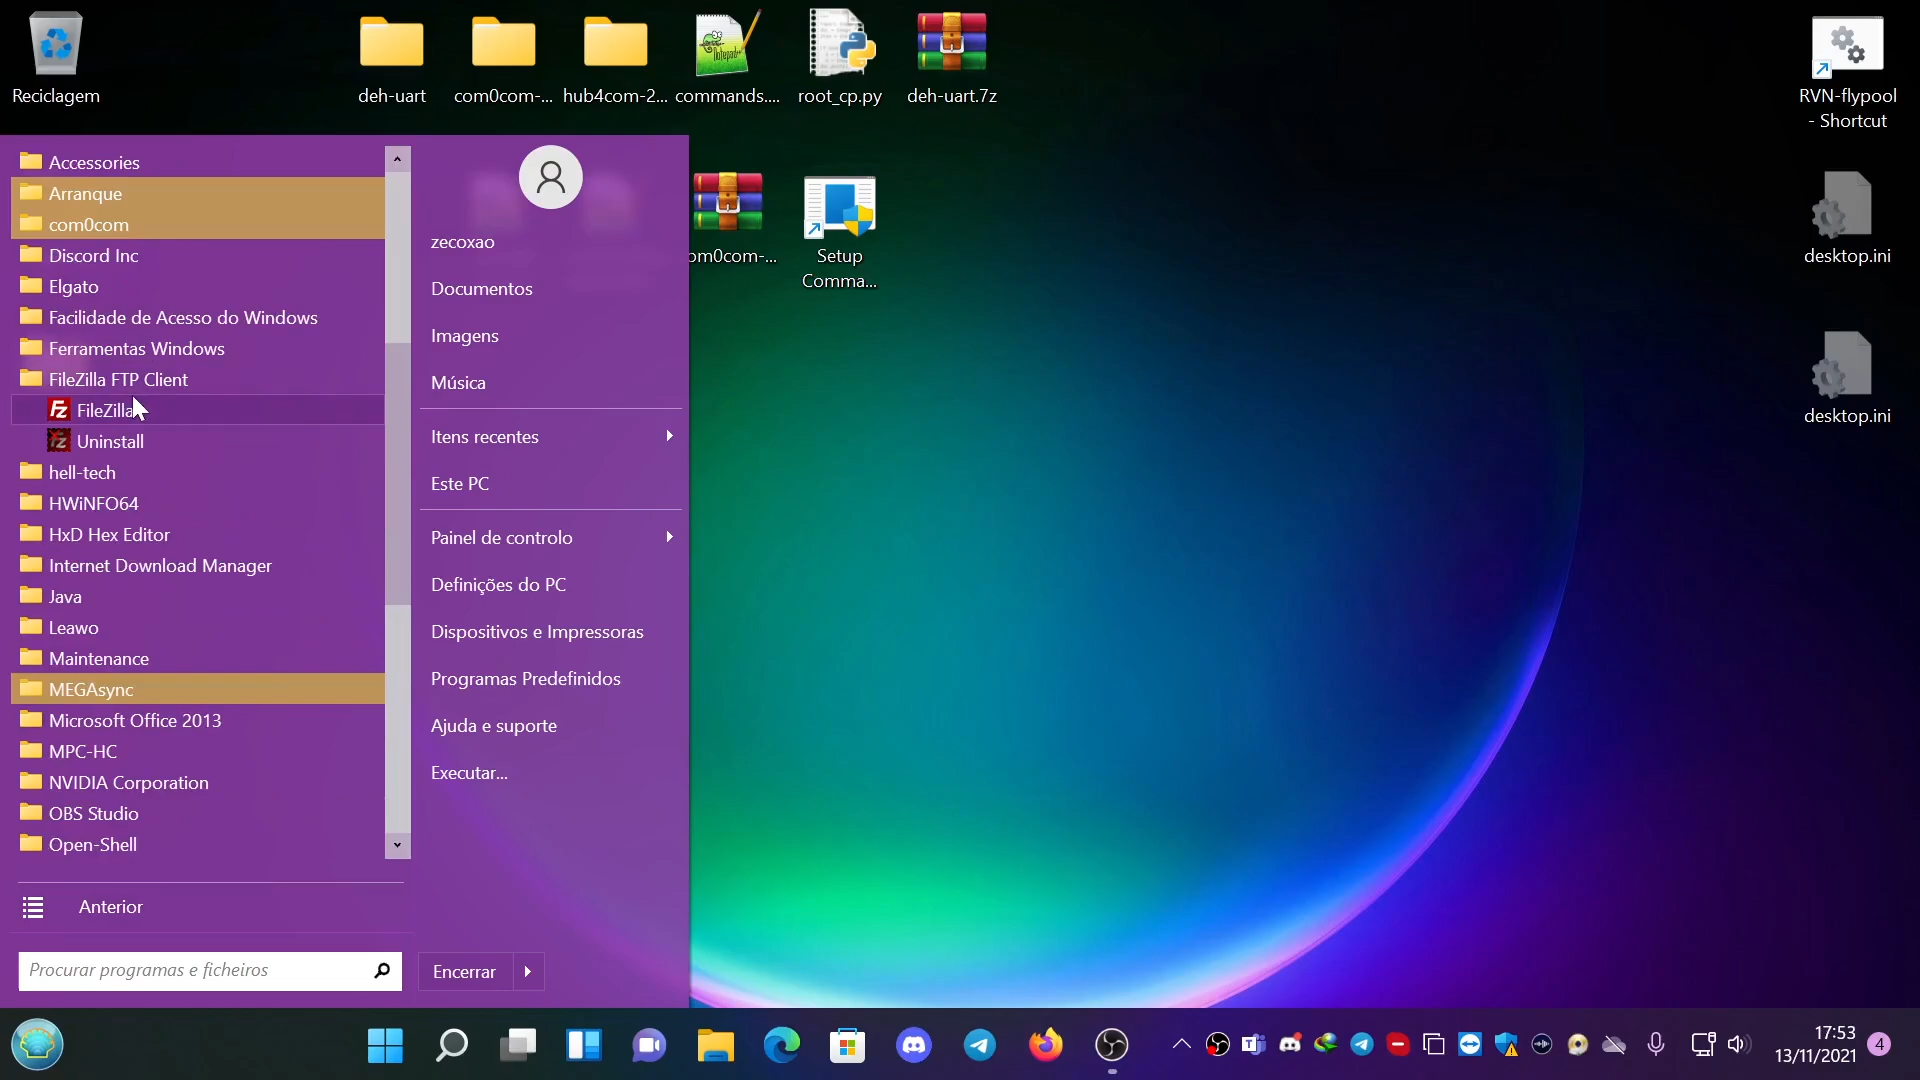 Reciclagem
deh-uart
com0com-...
hub4com-2...
commands....
root_cp.py
deh-uart.7z
RVN-flypool
- Shortcut
Accessories
Arranque
com0com
Discord Inc
Elgato
Facilidade de Acesso do Windows
Ferramentas Windows
FileZilla FTP Client
FileZilla
Uninstall
hell-tech
HWiNFO64
HxD Hex Editor
Internet Download Manager
Java
Leawo
Maintenance
MEGAsync
Microsoft Office 2013
MPC-HC
NVIDIA Corporation
OBS Studio
Open-Shell
Anterior
Procurar programas e ficheiros
zecoxao
Documentos
Imagens
Música
Itens recentes
Este PC
Painel de controlo
Definições do PC
Dispositivos e Impressoras
Programas Predefinidos
Ajuda e suporte
Executar...
Encerrar
om0com-...
Setup
Comma...
desktop.ini
desktop.ini
17:53
13/11/2021
4